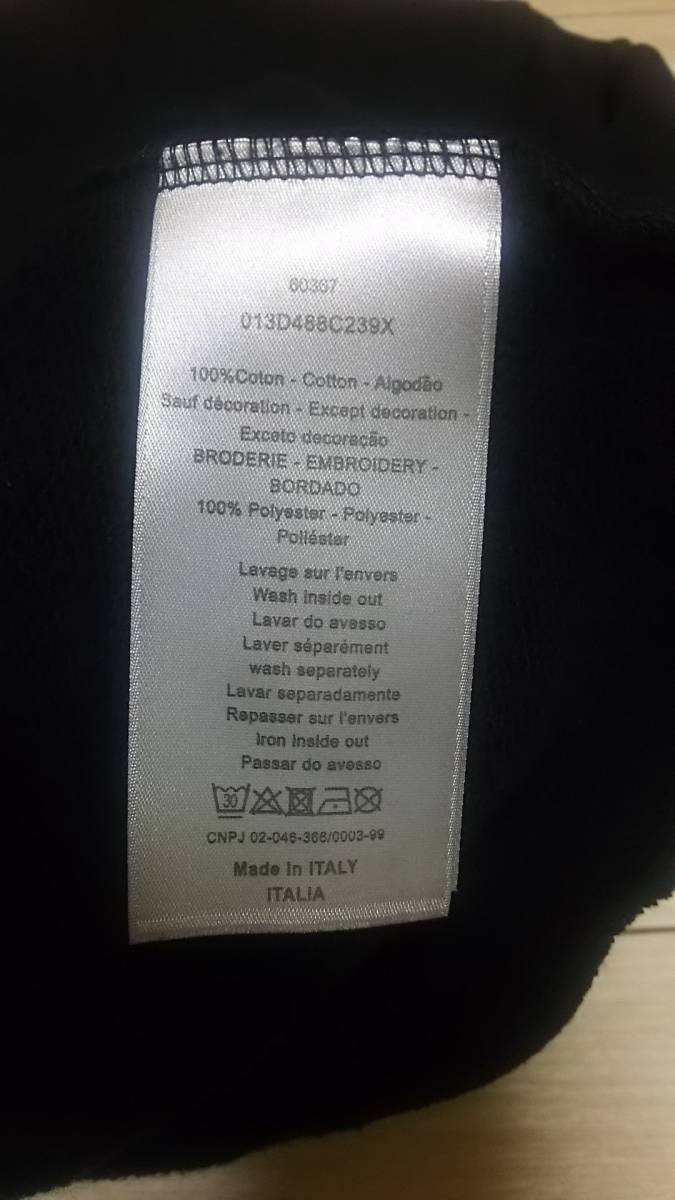 60367
013D488C239X
100%Coton - Cotton - Algodão
Sauf décoration - Except decoration -
Exceto decoração
BRODERIE - EMBROIDERY -
BORDADO
100% Polyester - Polyester -
Poliéster
Lavage sur l'envers
Wash inside out
Lavar do avesso
Laver séparément
wash separately
Lavar separadamente
Repasser sur l'envers
Iron inside out
Passar do avesso
30
CNPJ 02-046-366/0003-99
Made in ITALY
ITALIA